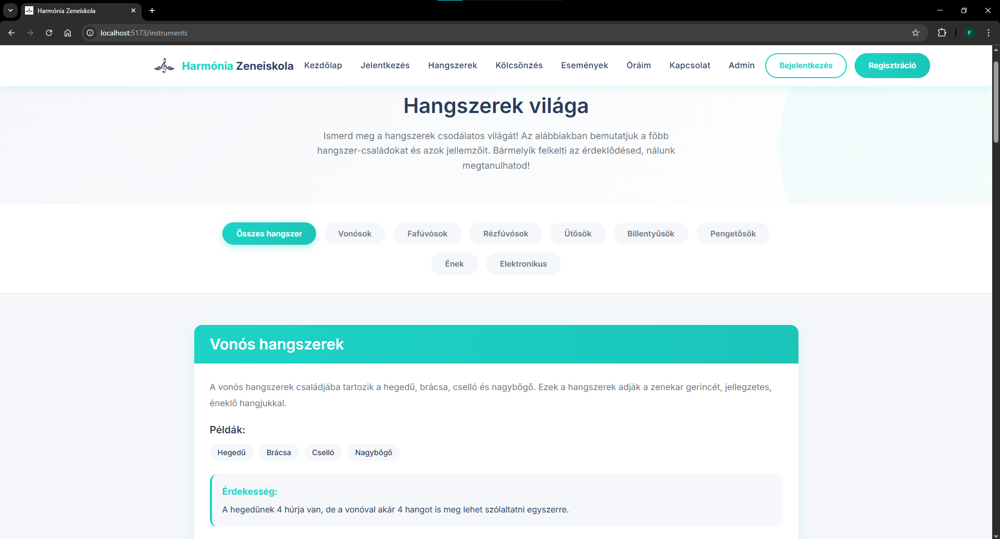 Harmónia Zeneiskola
localhost:5173/instruments
F
Harmónia Zeneiskola
Kezdőlap
Jelentkezés
Hangszerek
Kölcsönzés
Események
Óráim
Kapcsolat
Admin
Bejelentkezés
Regisztráció
Hangszerek világa
Ismerd meg a hangszerek csodálatos világát! Az alábbiakban bemutatjuk a főbb
hangszer-családokat és azok jellemzőit. Bármelyik felkelti az érdeklődésed, nálunk
megtanulhatod!
Összes hangszer
Vonósok
Fafúvósok
Rézfúvósok
Ütősök
Billentyűsök
Pengetősök
Ének
Elektronikus
Vonós hangszerek
A vonós hangszerek családjába tartozik a hegedű, brácsa, cselló és nagybőgő. Ezek a hangszerek adják a zenekar gerincét, jellegzetes,
éneklő hangjukkal.
Példák:
Hegedű
Brácsa
Cselló
Nagybőgő
Érdekesség:
A hegedűnek 4 húrja van, de a vonóval akár 4 hangot is meg lehet szólaltatni egyszerre.